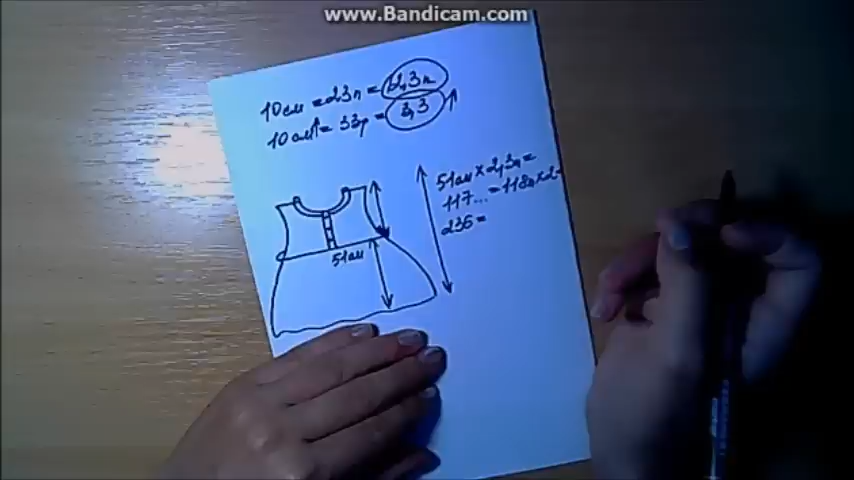 www.Bandicam.com
10см = 23п = 2,3п
10см↑ = 33р = 3,3 ↑
51см × 2,3п =
117... = 118п × 2 =
236 =
51см